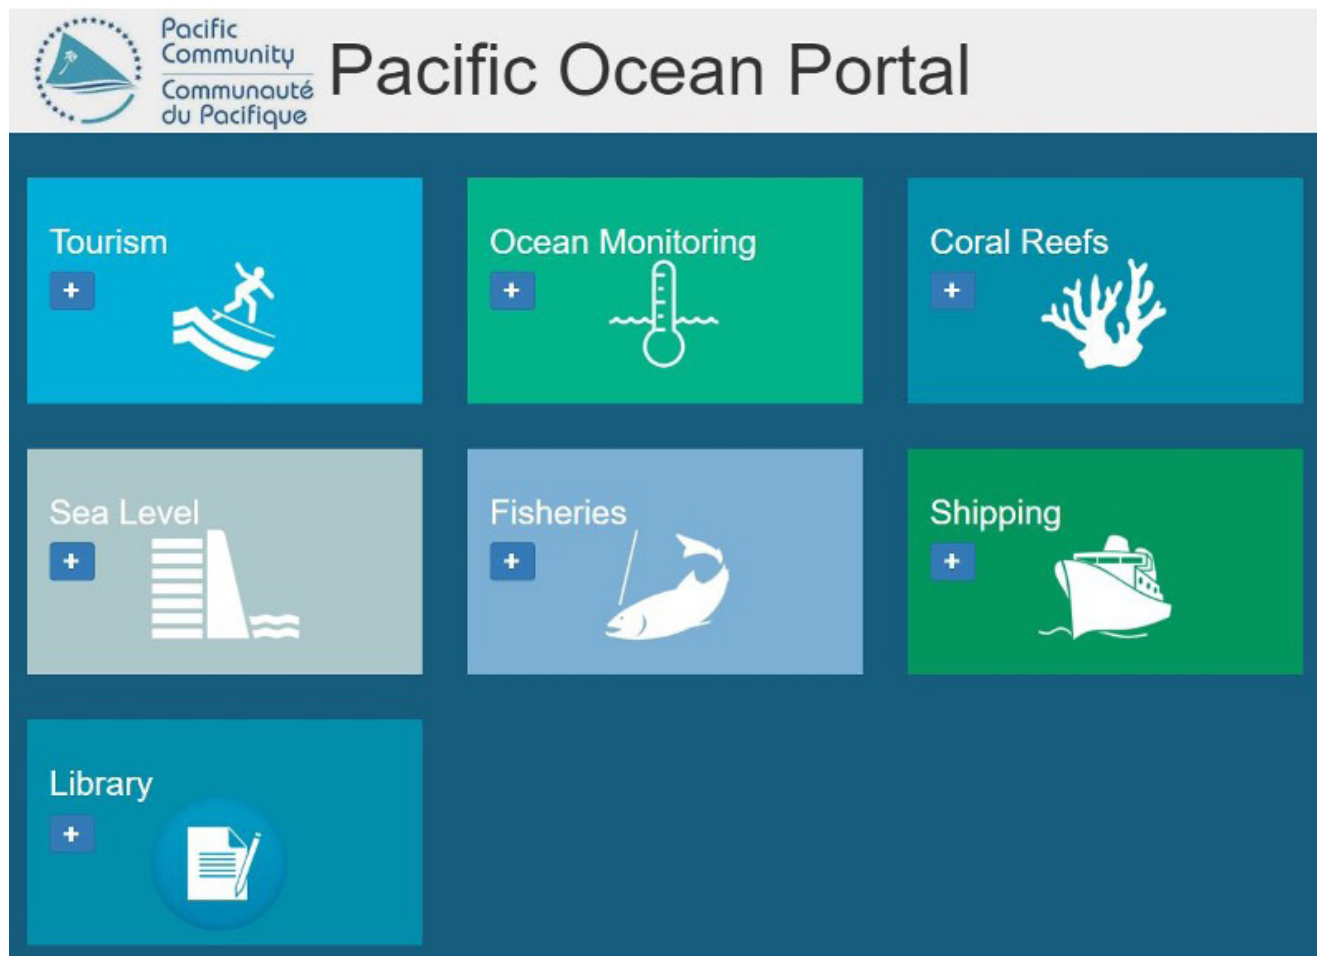 Pacific
Community
Communauté
du Pacifique
Pacific Ocean Portal
Tourism
Ocean Monitoring
Coral Reefs
Sea Level
Fisheries
Shipping
Library